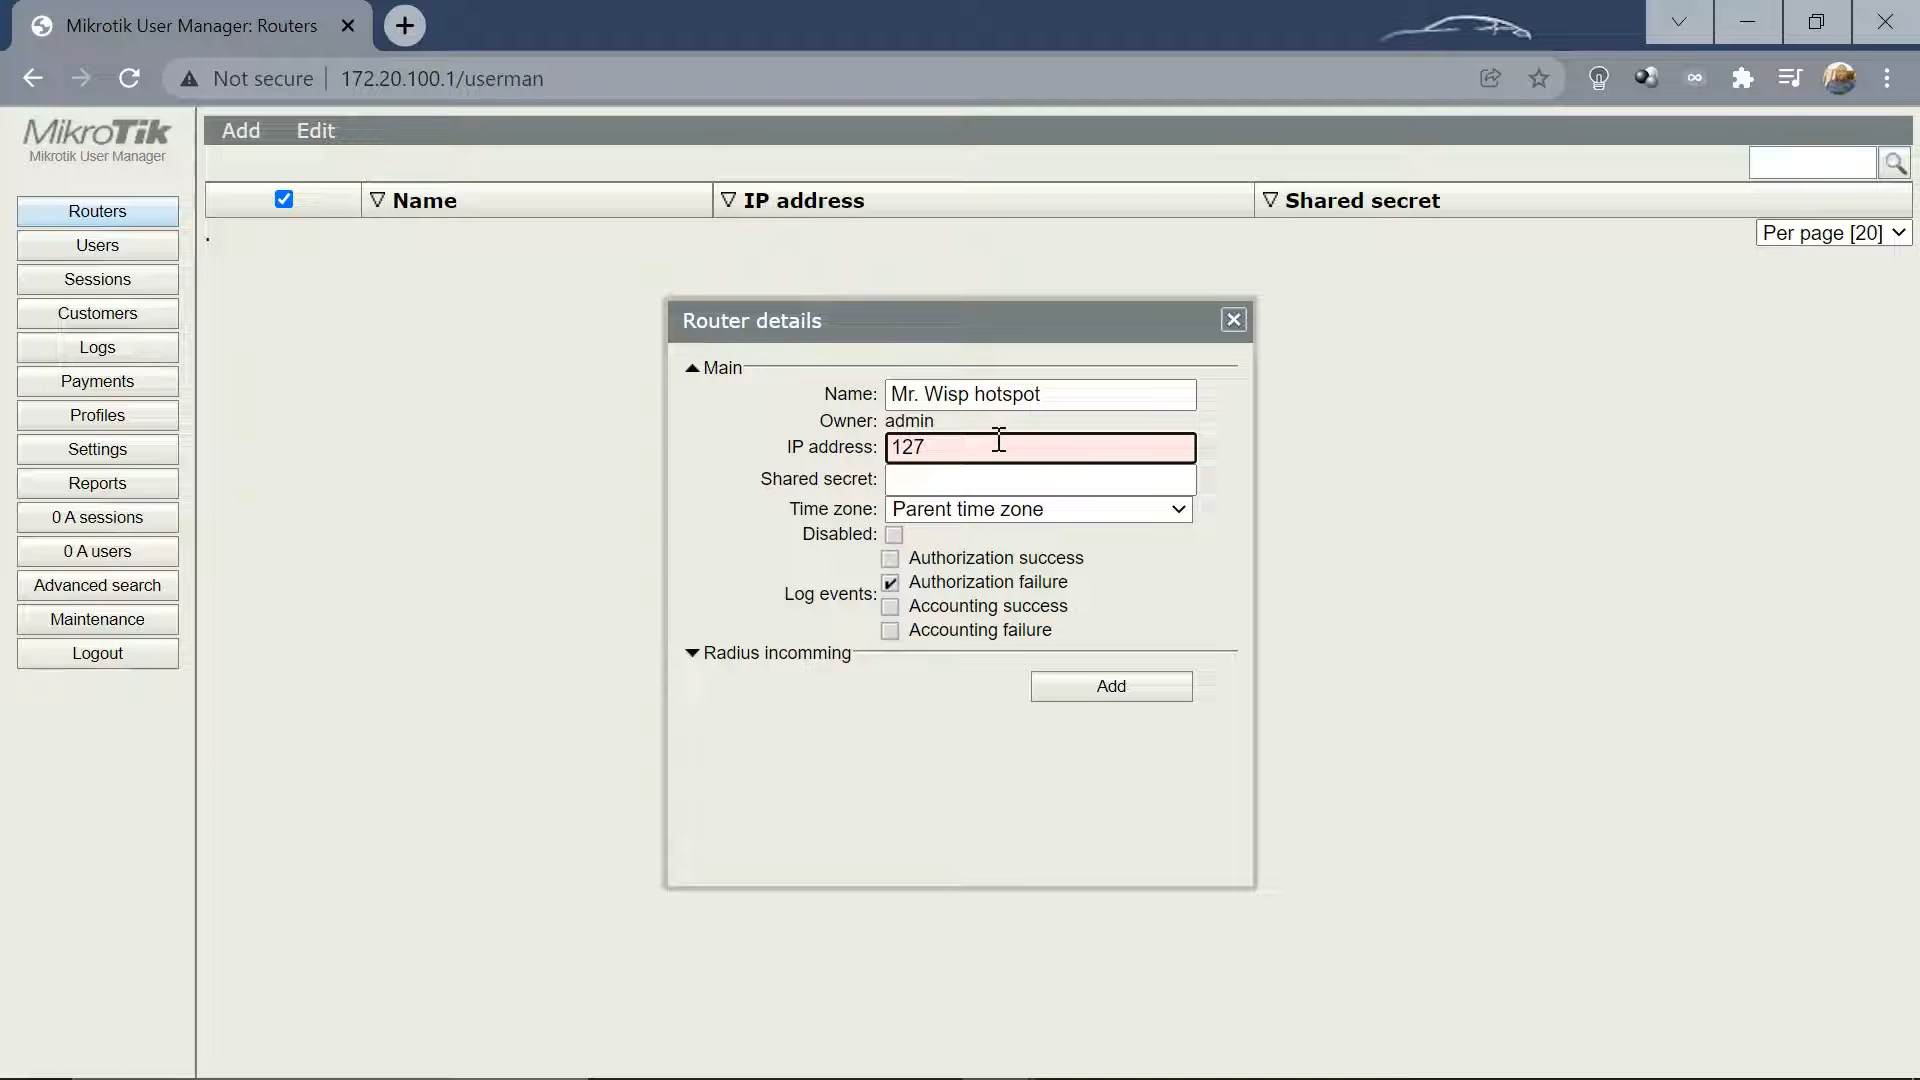 Mikrotik User Manager: Routers
Not secure
172.20.100.1/userman
MikroTik
Mikrotik User Manager
Add
Edit
Name
IP address
Shared secret
Per page [20]
Routers
Users
Sessions
Customers
Logs
Payments
Profiles
Settings
Reports
0 A sessions
0 A users
Advanced search
Maintenance
Logout
Router details
Main
Name: Mr. Wisp hotspot
Owner: admin
IP address: 127
Shared secret:
Time zone: Parent time zone
Disabled:
Log events:
Authorization success
Authorization failure
Accounting success
Accounting failure
Radius incomming
Add